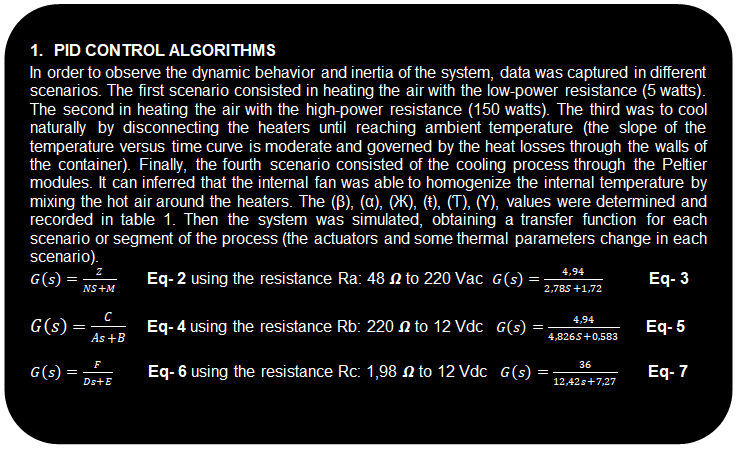 1. PID CONTROL ALGORITHMS
In order to observe the dynamic behavior and inertia of the system, data was captured in different
scenarios. The first scenario consisted in heating the air with the low-power resistance (5 watts).
The second in heating the air with the high-power resistance (150 watts). The third was to cool
naturally by disconnecting the heaters until reaching ambient temperature (the slope of the
temperature versus time curve is moderate and governed by the heat losses through the walls of
the container). Finally, the fourth scenario consisted of the cooling process through the Peltier
modules. It can inferred that the internal fan was able to homogenize the internal temperature by
mixing the hot air around the heaters. The (β), (α), (Ж), (ŧ), (T), (Y), values were determined and
recorded in table 1. Then the system was simulated, obtaining a transfer function for each
scenario or segment of the process (the actuators and some thermal parameters change in each
scenario).
G(s) = Z / NS+M Eq- 2 using the resistance Ra: 48 Ω to 220 Vac G(s) = 4,94 / 2,78S+1,72 Eq- 3
G(s) = C / As+B Eq- 4 using the resistance Rb: 220 Ω to 12 Vdc G(s) = 4,94 / 4,826S+0,583 Eq- 5
G(s) = F / Ds+E Eq- 6 using the resistance Rc: 1,98 Ω to 12 Vdc G(s) = 36 / 12,42s+7,27 Eq- 7